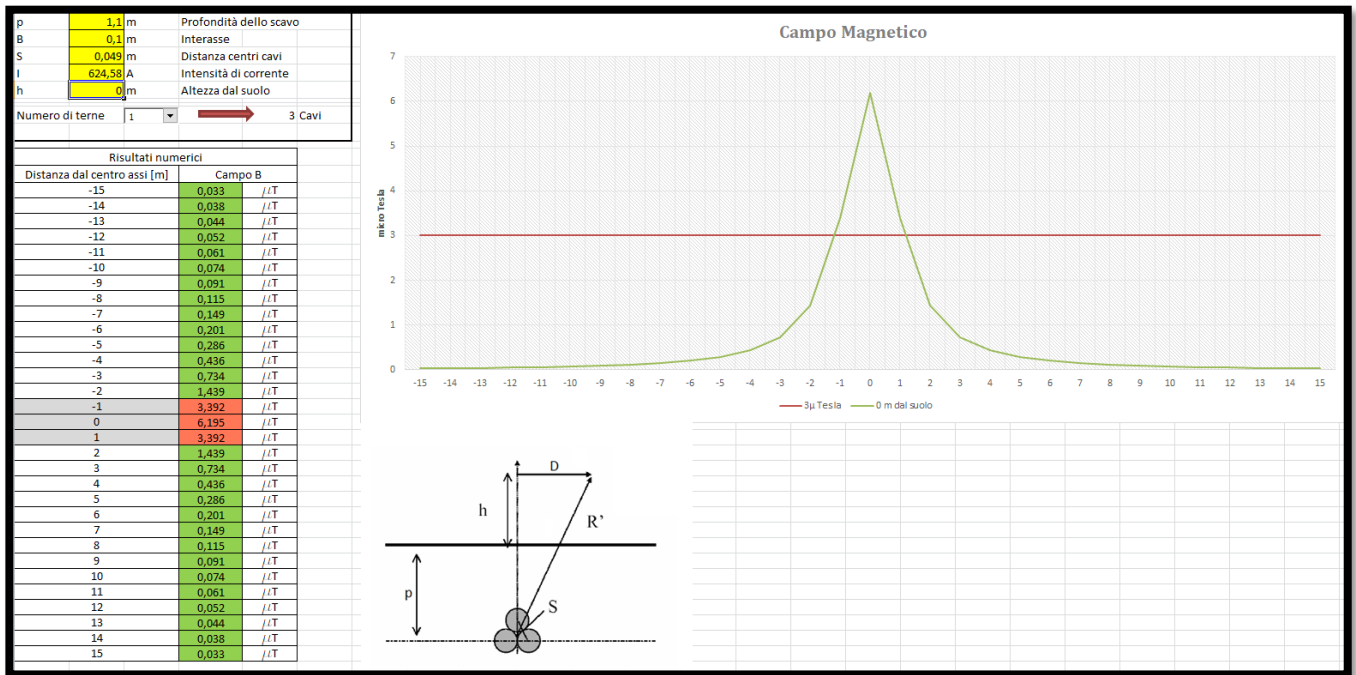 p 1,1 m Profondità dello scavo
B 0,1 m Interasse
S 0,049 m Distanza centri cavi
I 624,58 A Intensità di corrente
h 0 m Altezza dal suolo
Numero di terne 1 3 Cavi
Risultati numerici
Distanza dal centro assi [m] Campo B
-15 0,033 μT
-14 0,038 μT
-13 0,044 μT
-12 0,052 μT
-11 0,061 μT
-10 0,074 μT
-9 0,091 μT
-8 0,115 μT
-7 0,149 μT
-6 0,201 μT
-5 0,286 μT
-4 0,436 μT
-3 0,734 μT
-2 1,439 μT
-1 3,392 μT
0 6,195 μT
1 3,392 μT
2 1,439 μT
3 0,734 μT
4 0,436 μT
5 0,286 μT
6 0,201 μT
7 0,149 μT
8 0,115 μT
9 0,091 μT
10 0,074 μT
11 0,061 μT
12 0,052 μT
13 0,044 μT
14 0,038 μT
15 0,033 μT
Campo Magnetico
micro Tesla
7
6
5
4
3
2
1
0
-15 -14 -13 -12 -11 -10 -9 -8 -7 -6 -5 -4 -3 -2 -1 0 1 2 3 4 5 6 7 8 9 10 11 12 13 14 15
3μ Tesla 0 m dal suolo
D
h
R'
p
S